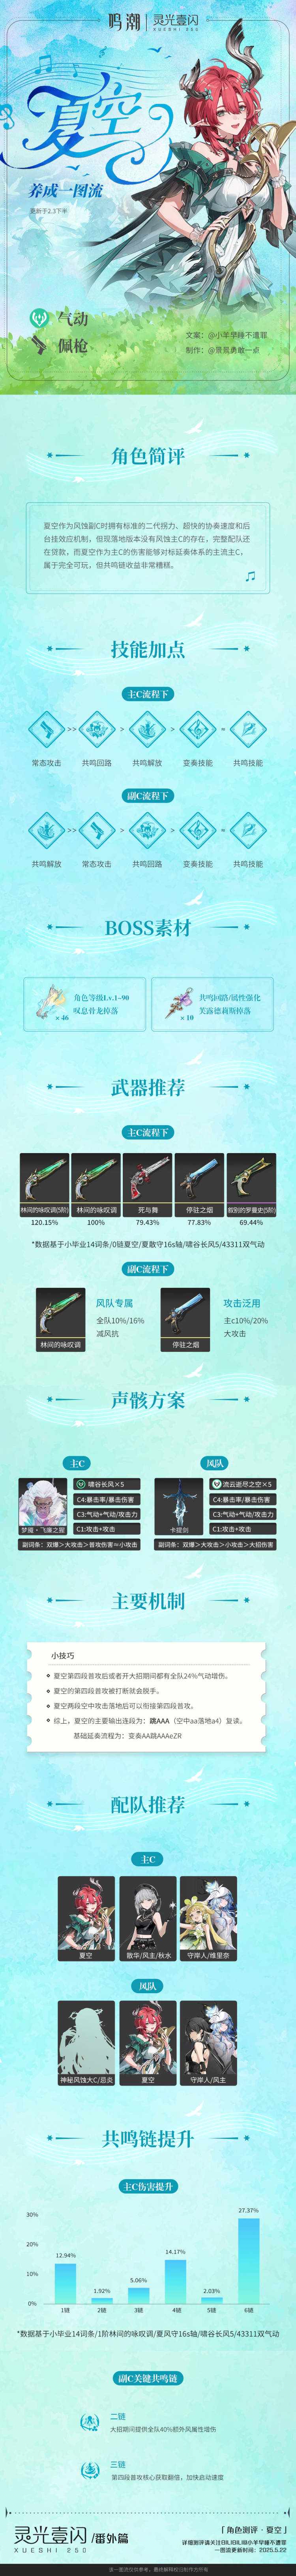 鸣潮 灵光壹闪
XUESHI 250
夏空
养成一图流
更新于2.3下半
气动
佩枪
文案：@小羊早睡不遭罪
制作：@景氮勇敢一点
角色简评
夏空作为风蚀副C时拥有标准的二代拐力、超快的协奏速度和后
台挂效应机制，但现落地版本没有风蚀主C的存在，完整配队还
在贷款，而夏空作为主C的伤害能够对标延奏体系的主流主C，
属于完全可玩，但共鸣链收益非常糟糕。
技能加点
主C流程下
>> > > =
常态攻击 共鸣回路 共鸣解放 变奏技能 共鸣技能
副C流程下
>> > > =
共鸣解放 常态攻击 共鸣回路 变奏技能 共鸣技能
BOSS素材
角色等级Lv.1-90
叹息骨龙掉落
×46
共鸣回路/属性强化
芙露德莉斯掉落
×10
武器推荐
主C流程下
林间的咏叹调(5阶) 林间的咏叹调 死与舞 停驻之烟 叙别的罗曼史(5阶)
120.15% 100% 79.43% 77.83% 69.44%
*数据基于小毕业14词条/0链夏空/夏散守16s轴/啸谷长风5/43311双气动
副C流程下
林间的咏叹调
风队专属
全队10%/16%
减风抗
停驻之烟
攻击泛用
主c10%/20%
大攻击
声骸方案
主C
梦魇·飞廉之猩
啸谷长风×5
C4:暴击率/暴击伤害
C3:气动+气动/攻击力
C1:攻击+攻击
副词条：双爆＞大攻击＞普攻伤害≈小攻击
风队
卡提剑
流云逝尽之空×5
C4:暴击率/暴击伤害
C3:气动+气动/攻击力
C1:攻击+攻击
副词条：双爆＞大攻击＞小攻击＞大招伤害
主要机制
小技巧
夏空第四段普攻后或者开大招期间都有全队24%气动增伤。
夏空的第四段普攻被打断就会脱手。
夏空两段空中攻击落地后可以衔接第四段普攻。
综上，夏空的主要输出连段为：跳AAA（空中aa落地a4）复读。
基础延奏流程为：变奏AA跳AAAeZR
配队推荐
主C
夏空 散华/风主/秋水 守岸人/维里奈
风队
神秘风蚀大C/忌炎 夏空 守岸人/风主
共鸣链提升
主C伤害提升
30%
20%
10%
0%
12.94% 1.92% 5.06% 14.17% 2.03% 27.37%
1链 2链 3链 4链 5链 6链
*数据基于小毕业14词条/1阶林间的咏叹调/夏风守16s轴/啸谷长风5/43311双气动
副C关键共鸣链
二链
大招期间提供全队40%额外风属性增伤
三链
第四段普攻核心获取翻倍，加快启动速度
灵光壹闪/番外篇
XUESHI 250
「角色测评·夏空」
详细测评请关注BILIBILI@小羊早睡不遭罪
一图流更新时间：2025.5.22
该一图流仅供参考，最终解释权归制作方所有